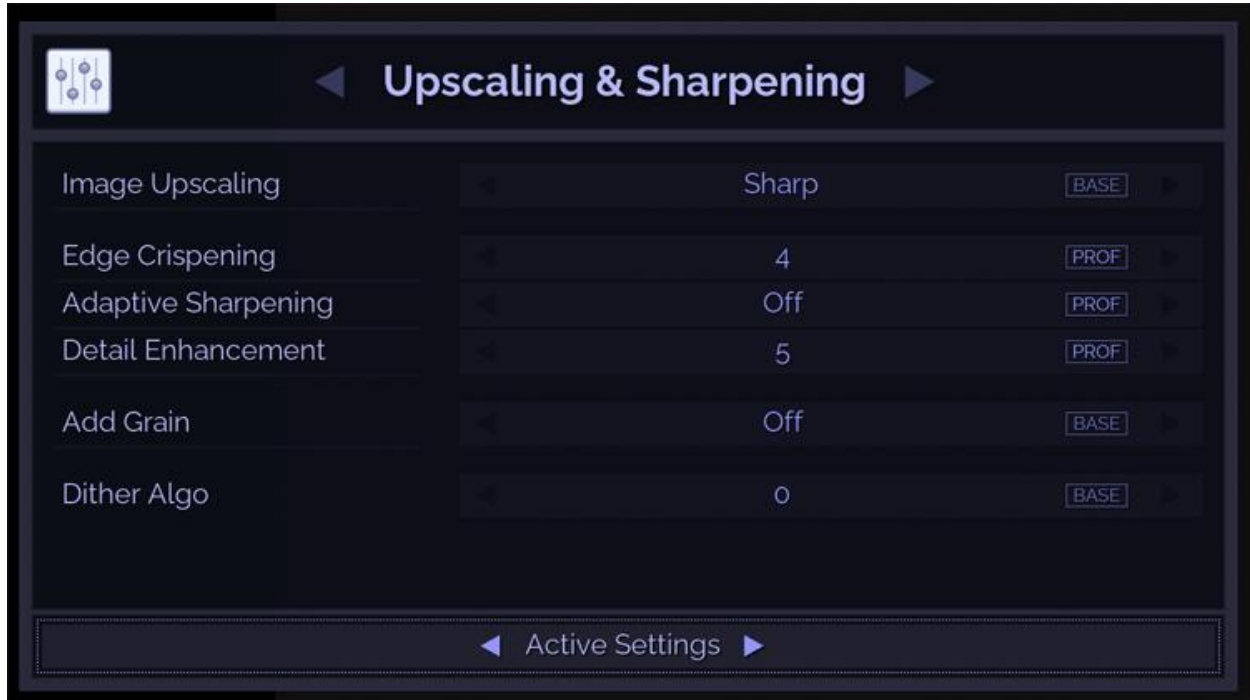 Upscaling & Sharpening
Image Upscaling Sharp BASE
Edge Crispening 4 PROF
Adaptive Sharpening Off PROF
Detail Enhancement 5 PROF
Add Grain Off BASE
Dither Algo 0 BASE
Active Settings